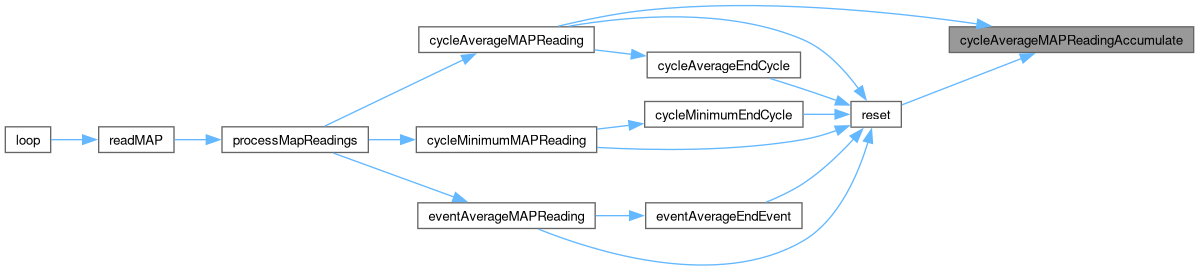 cycleAverageMAPReading
cycleAverageMAPReadingAccumulate
cycleAverageEndCycle
cycleMinimumEndCycle
reset
loop
readMAP
processMapReadings
cycleMinimumMAPReading
eventAverageMAPReading
eventAverageEndEvent